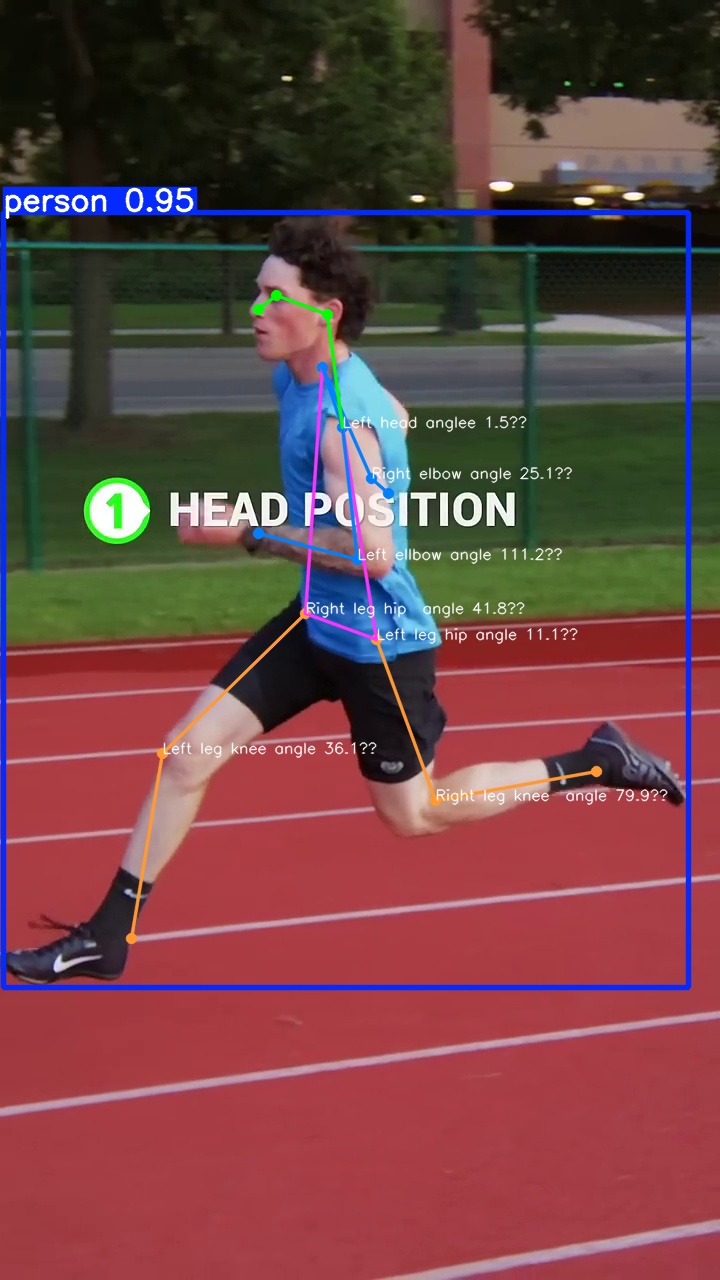 PARK
person 0.95
Left head anglee 1.5??
Right elbow angle 25.1??
1 HEAD POSITION
Left ellbow angle 111.2??
Right leg hip  angle 41.8??
Left leg hip angle 11.1??
Left leg knee angle 36.1??
Right leg knee  angle 79.9??